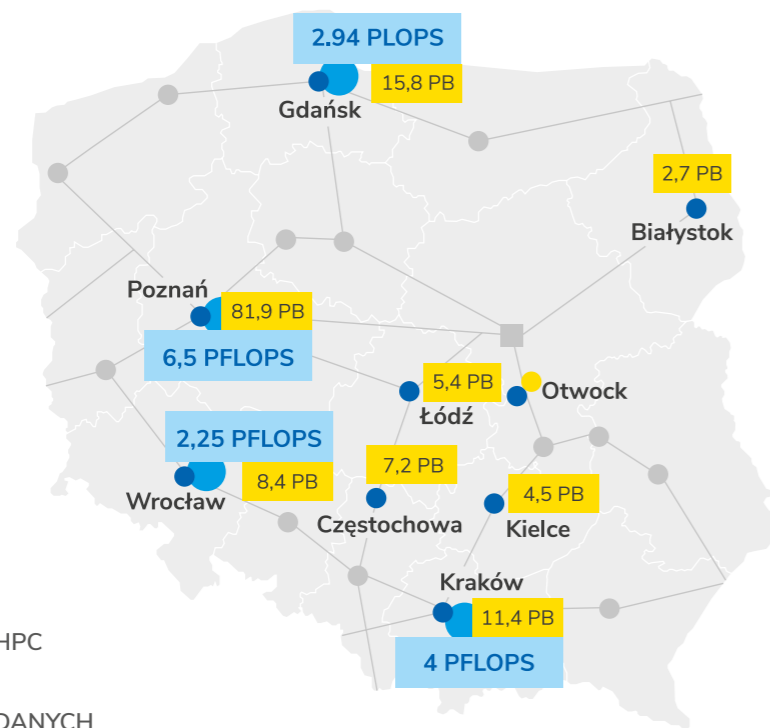 2.94 PLOPS
15,8 PB
Gdańsk
2,7 PB
Białystok
Poznań
81,9 PB
6,5 PFLOPS
5,4 PB
Otwock
Łódź
2,25 PFLOPS
7,2 PB
8,4 PB
4,5 PB
Wrocław
Częstochowa
Kielce
Kraków
11,4 PB
HPC
4 PFLOPS
DANYCH